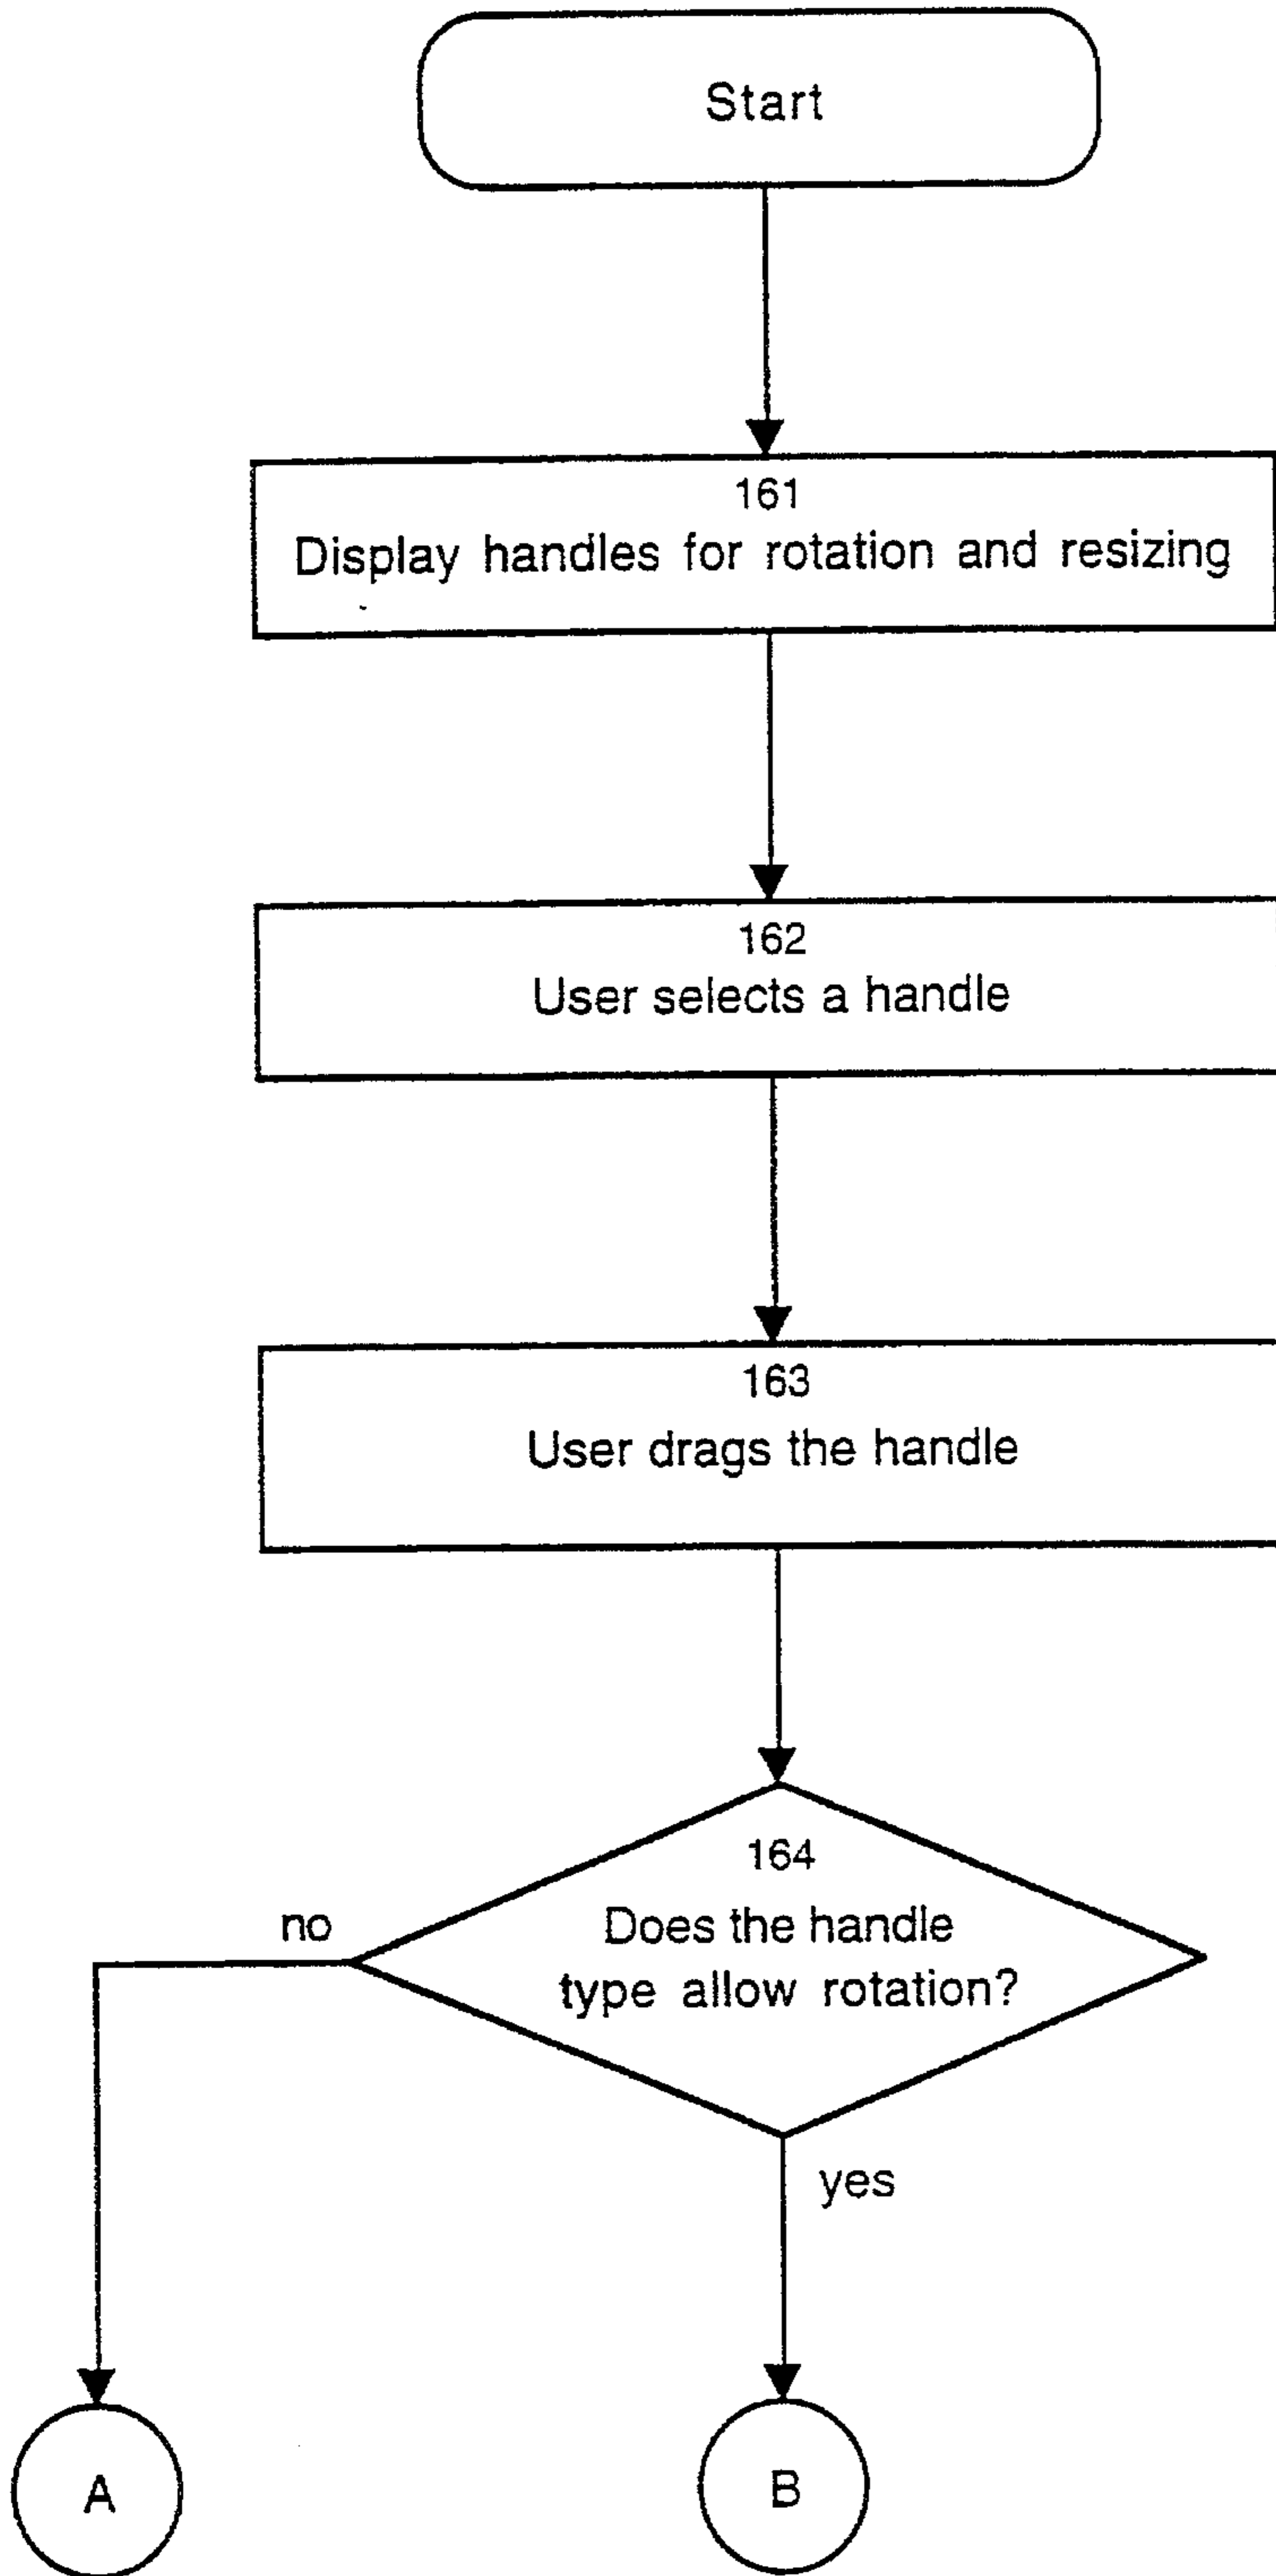 Start
161
Display handles for rotation and resizing
162
User selects a handle
163
User drags the handle
164
Does the handle
type allow rotation?
no
yes
A
B